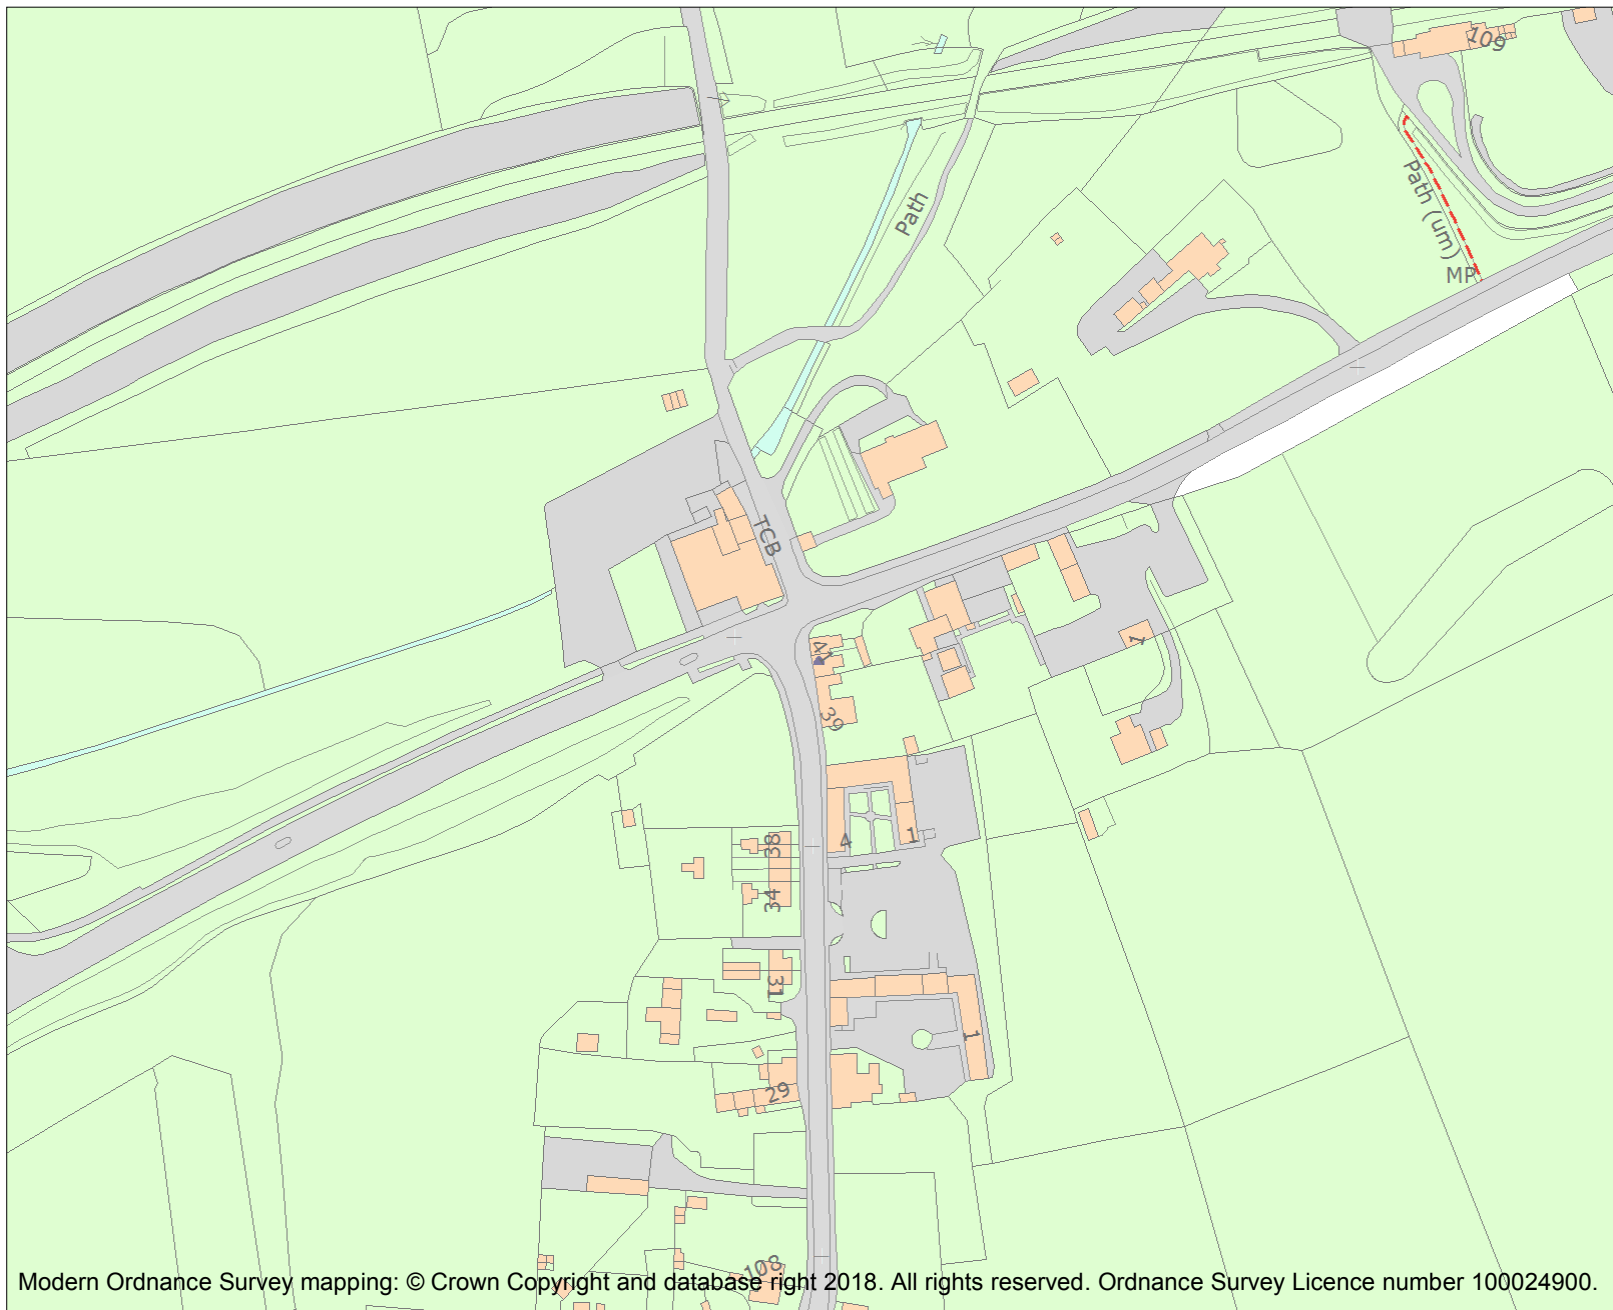 109
Path
Path (um)
MP
TCB
41
1
39
4
1
38
34
31
1
29
108
Modern Ordnance Survey mapping: © Crown Copyright and database right 2018. All rights reserved. Ordnance Survey Licence number 100024900.